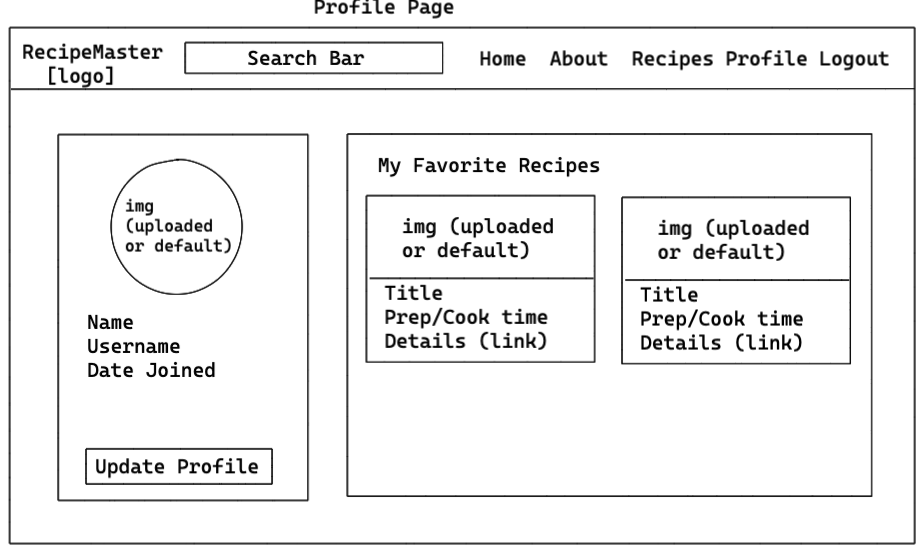 Profile Page
RecipeMaster
[logo]
Search Bar
Home About Recipes Profile Logout
img
(uploaded
or default)
Name
Username
Date Joined
Update Profile
My Favorite Recipes
img (uploaded
or default)
Title
Prep/Cook time
Details (link)
img (uploaded
or default)
Title
Prep/Cook time
Details (link)